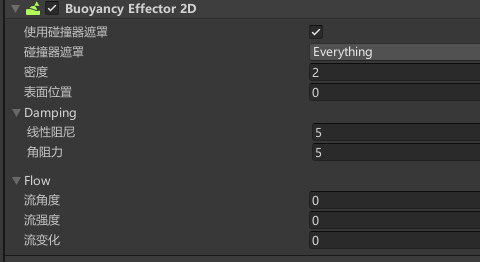 Buoyancy Effector 2D
使用碰撞器遮罩
碰撞器遮罩 Everything
密度 2
表面位置 0
Damping
线性阻尼 5
角阻力 5
Flow
流角度 0
流强度 0
流变化 0